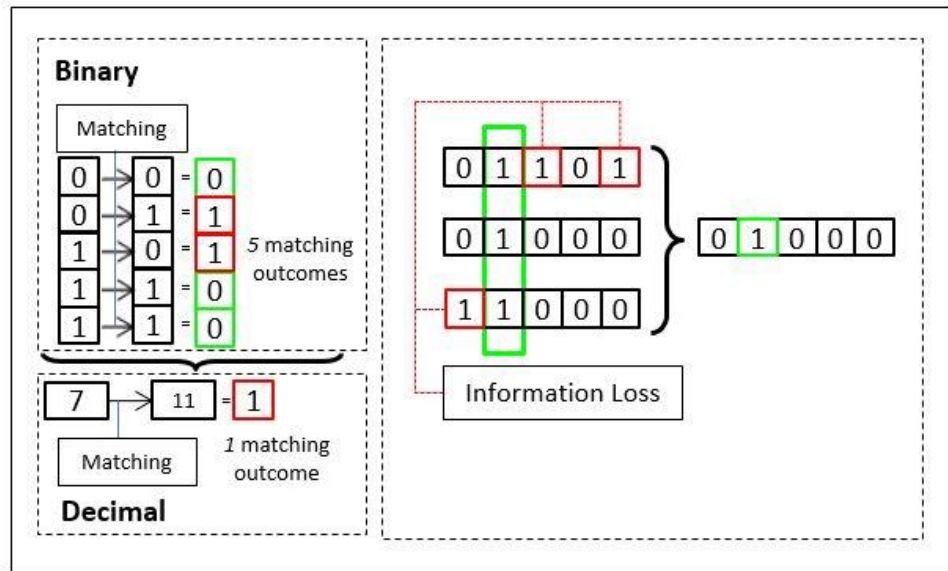 Binary
Matching
0 0 = 0
0 1 = 1
1 0 = 1
1 1 = 0
1 1 = 0
5 matching
outcomes
7 11 = 1
1 matching
outcome
Matching
Decimal
0 1 1 0 1
0 1 0 0 0
1 1 0 0 0
0 1 0 0 0
Information Loss